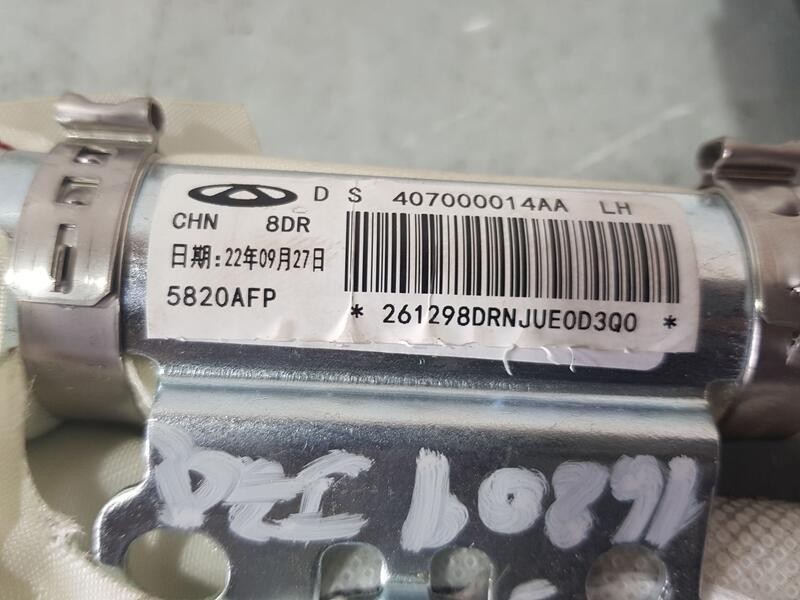 D S 407000014AA LH
CHN 8DR
日期:22年09月27日
5820AFP
* 261298DRNJUE0D3Q0 *